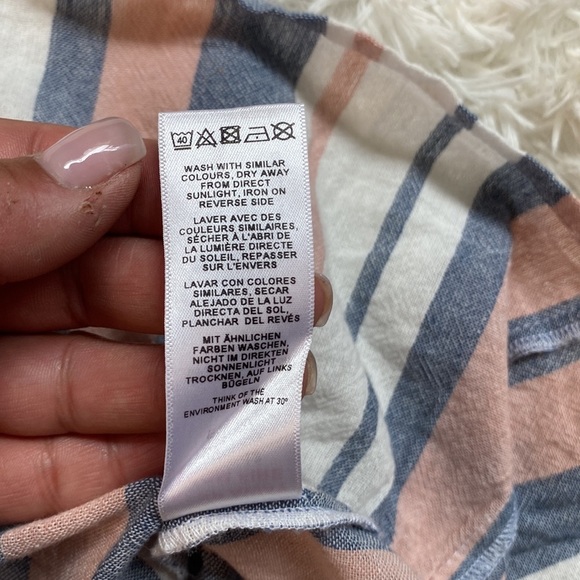 40
WASH WITH SIMILAR
COLOURS, DRY AWAY
FROM DIRECT
SUNLIGHT, IRON ON
REVERSE SIDE
LAVER AVEC DES
COULEURS SIMILAIRES,
SÉCHER À L'ABRI DE
LA LUMIÈRE DIRECTE
DU SOLEIL, REPASSER
SUR L'ENVERS
LAVAR CON COLORES
SIMILARES, SECAR
ALEJADO DE LA LUZ
DIRECTA DEL SOL,
PLANCHAR DEL REVÉS
MIT ÄHNLICHEN
FARBEN WASCHEN,
NICHT IM DIREKTEN
SONNENLICHT
TROCKNEN, AUF LINKS
BÜGELN
THINK OF THE
ENVIRONMENT WASH AT 30°